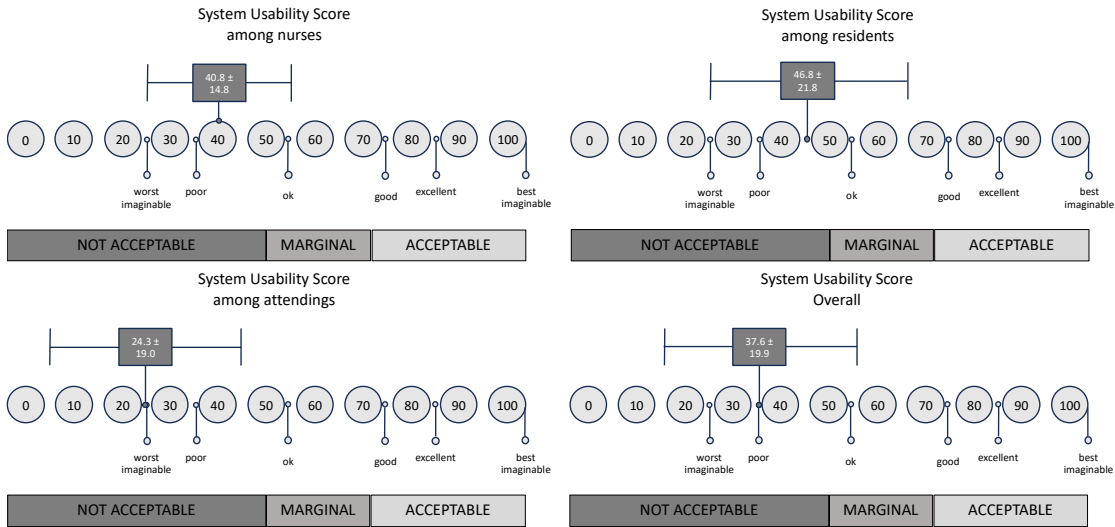 System Usability Score
among nurses
40.8 ±
14.8
0 10 20 30 40 50 60 70 80 90 100
worst
imaginable
poor
ok
good
excellent
best
imaginable
NOT ACCEPTABLE MARGINAL ACCEPTABLE
System Usability Score
among residents
46.8 ±
21.8
0 10 20 30 40 50 60 70 80 90 100
worst
imaginable
poor
ok
good
excellent
best
imaginable
NOT ACCEPTABLE MARGINAL ACCEPTABLE
System Usability Score
among attendings
24.3 ±
19.0
0 10 20 30 40 50 60 70 80 90 100
worst
imaginable
poor
ok
good
excellent
best
imaginable
NOT ACCEPTABLE MARGINAL ACCEPTABLE
System Usability Score
Overall
37.6 ±
19.9
0 10 20 30 40 50 60 70 80 90 100
worst
imaginable
poor
ok
good
excellent
best
imaginable
NOT ACCEPTABLE MARGINAL ACCEPTABLE